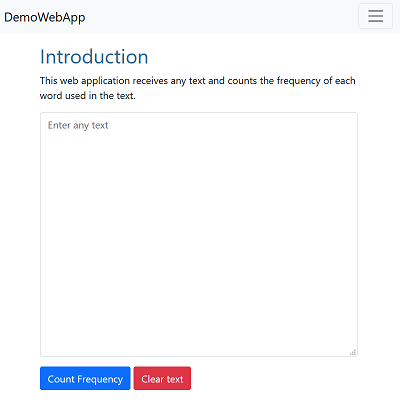 DemoWebApp
Introduction
This web application receives any text and counts the frequency of each
word used in the text.
Enter any text
Count Frequency
Clear text